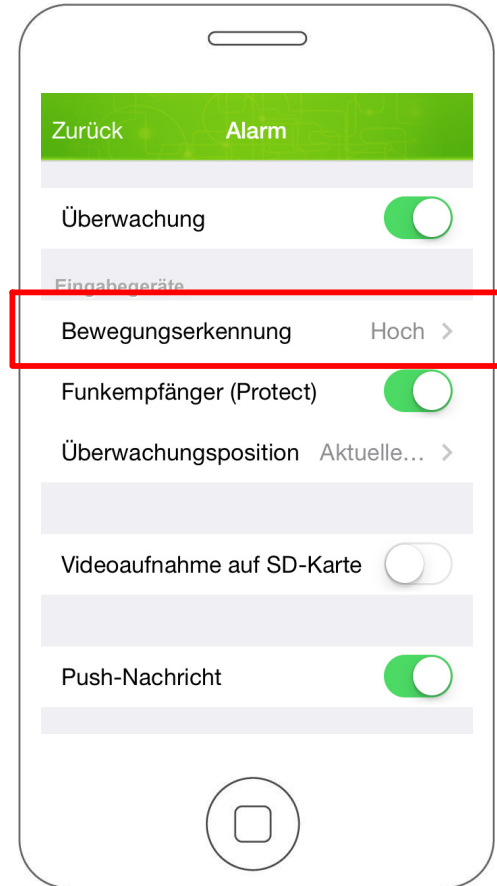 Zurück Alarm
Überwachung
Eingabegeräte
Bewegungserkennung Hoch >
Funkempfänger (Protect)
Überwachungsposition Aktuelle... >
Videoaufnahme auf SD-Karte
Push-Nachricht